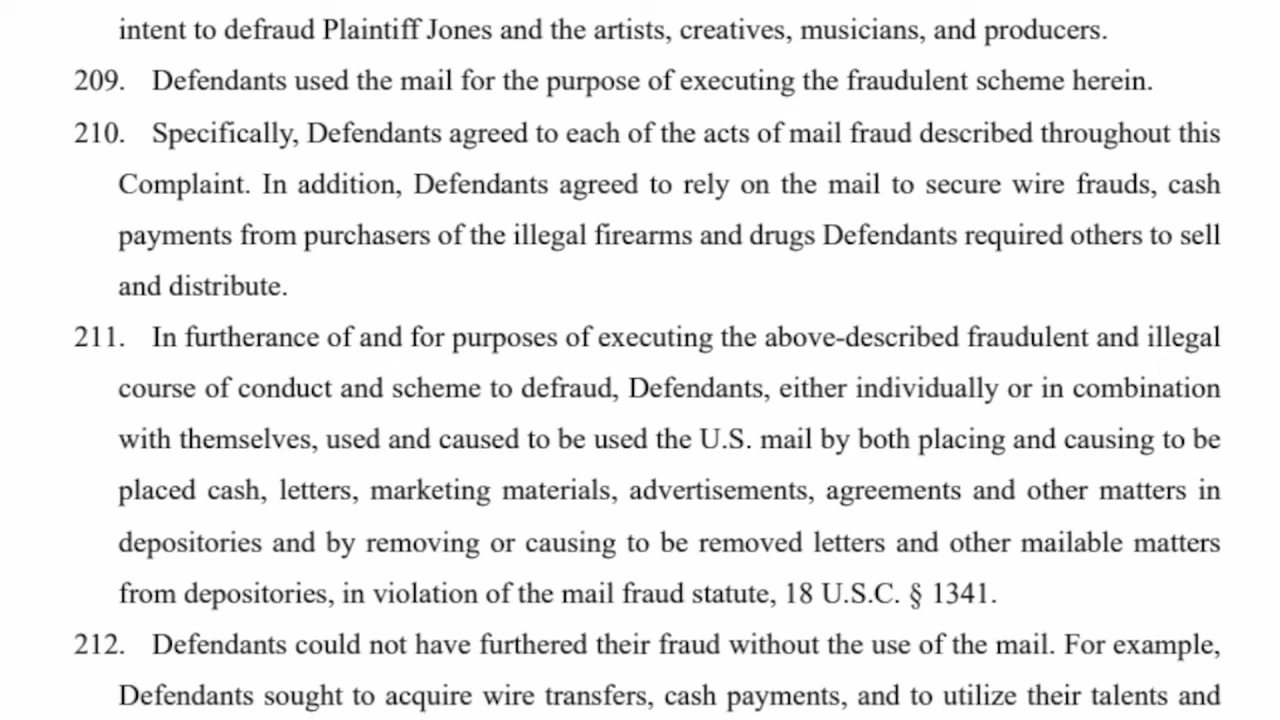 intent to defraud Plaintiff Jones and the artists, creatives, musicians, and producers.
209. Defendants used the mail for the purpose of executing the fraudulent scheme herein.
210. Specifically, Defendants agreed to each of the acts of mail fraud described throughout this
Complaint. In addition, Defendants agreed to rely on the mail to secure wire frauds, cash
payments from purchasers of the illegal firearms and drugs Defendants required others to sell
and distribute.
211. In furtherance of and for purposes of executing the above-described fraudulent and illegal
course of conduct and scheme to defraud, Defendants, either individually or in combination
with themselves, used and caused to be used the U.S. mail by both placing and causing to be
placed cash, letters, marketing materials, advertisements, agreements and other matters in
depositories and by removing or causing to be removed letters and other mailable matters
from depositories, in violation of the mail fraud statute, 18 U.S.C. § 1341.
212. Defendants could not have furthered their fraud without the use of the mail. For example,
Defendants sought to acquire wire transfers, cash payments, and to utilize their talents and